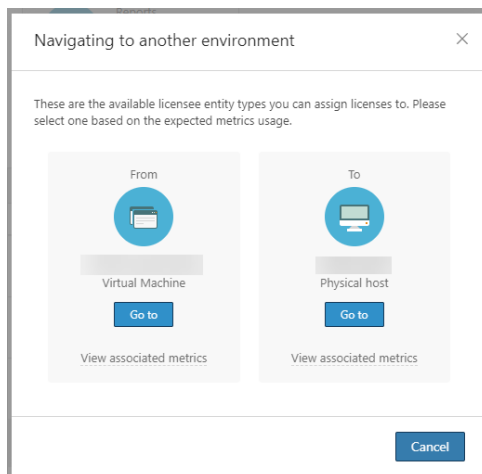 Reports
Navigating to another environment
These are the available licensee entity types you can assign licenses to. Please
select one based on the expected metrics usage.
From
Virtual Machine
Go to
View associated metrics
To
Physical host
Go to
View associated metrics
Cancel